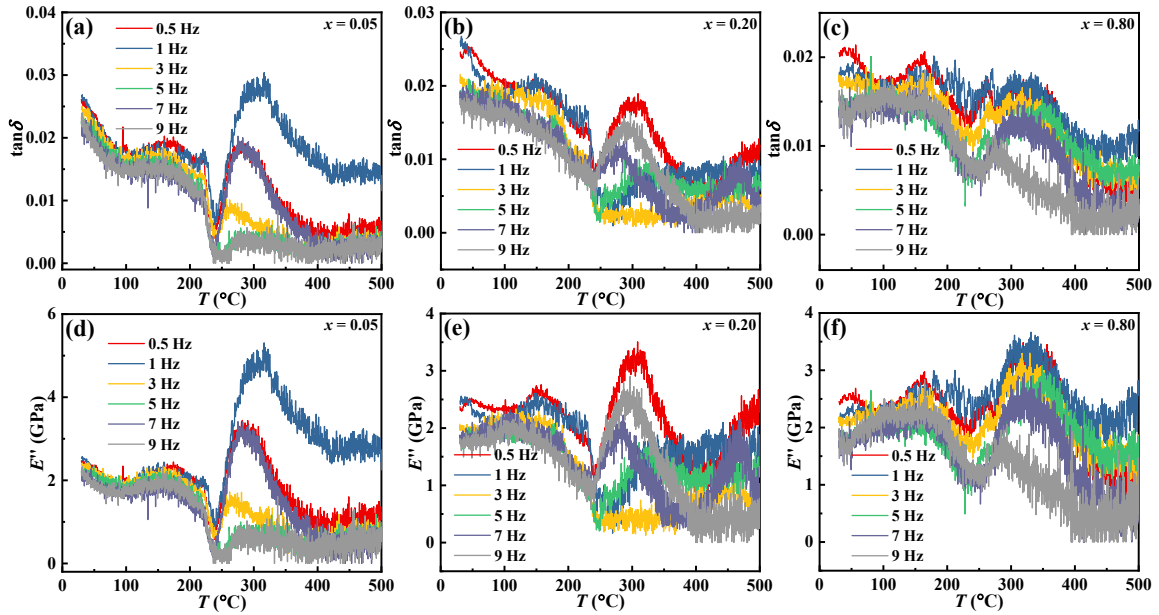 (a)
x = 0.05
0.5 Hz
1 Hz
3 Hz
5 Hz
7 Hz
9 Hz
tanδ
0.04
0.03
0.02
0.01
0.00
0 100 200 300 400 500
T (°C)
(b)
x = 0.20
0.5 Hz
1 Hz
3 Hz
5 Hz
7 Hz
9 Hz
tanδ
0.03
0.02
0.01
0.00
0 100 200 300 400 500
T (°C)
(c)
x = 0.80
0.5 Hz
1 Hz
3 Hz
5 Hz
7 Hz
9 Hz
tanδ
0.02
0.01
0.00
0 100 200 300 400 500
T (°C)
(d)
x = 0.05
0.5 Hz
1 Hz
3 Hz
5 Hz
7 Hz
9 Hz
E'' (GPa)
6
4
2
0
0 100 200 300 400 500
T (°C)
(e)
x = 0.20
0.5 Hz
1 Hz
3 Hz
5 Hz
7 Hz
9 Hz
E'' (GPa)
4
3
2
1
0
0 100 200 300 400 500
T (°C)
(f)
x = 0.80
0.5 Hz
1 Hz
3 Hz
5 Hz
7 Hz
9 Hz
E'' (GPa)
4
3
2
1
0
0 100 200 300 400 500
T (°C)